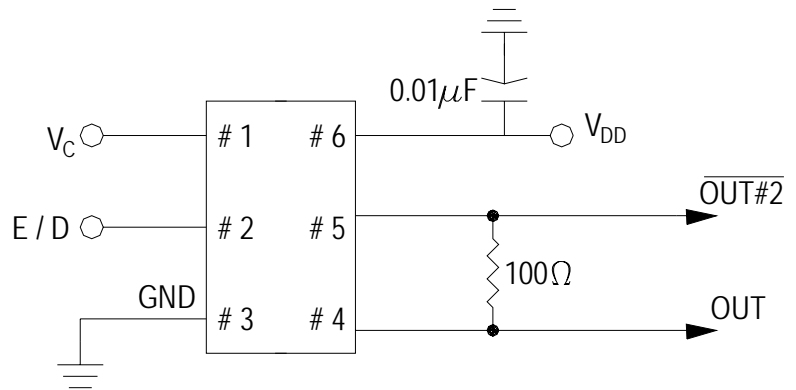 0.01μF
V_C
# 1 # 6
V_DD
OUT#2
E / D
# 2 # 5
100Ω
GND
# 3 # 4
OUT